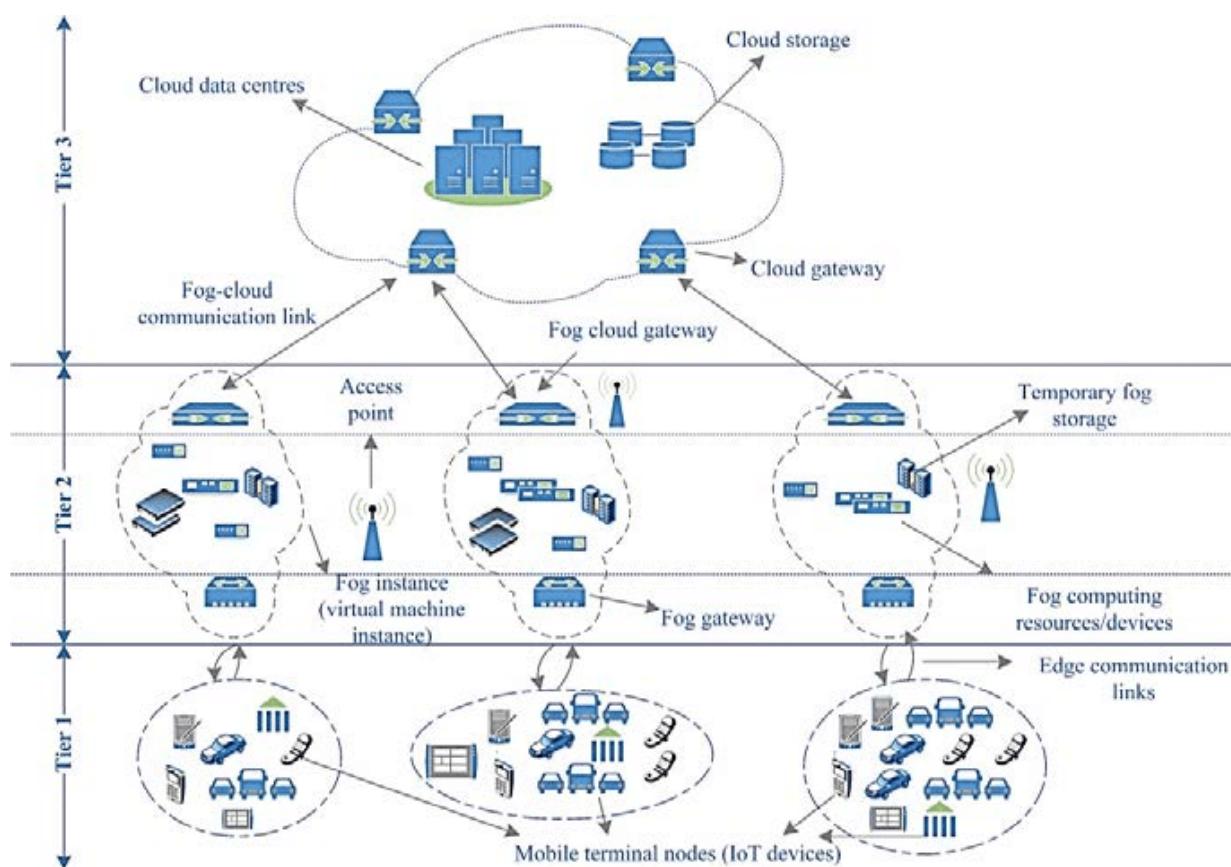 Tier 3
Cloud storage
Cloud data centres
Cloud gateway
Fog-cloud
communication link
Fog cloud gateway
Tier 2
Access
point
Temporary fog
storage
Fog instance
(virtual machine
instance)
Fog gateway
Fog computing
resources/devices
Tier 1
Edge communication
links
Mobile terminal nodes (IoT devices)